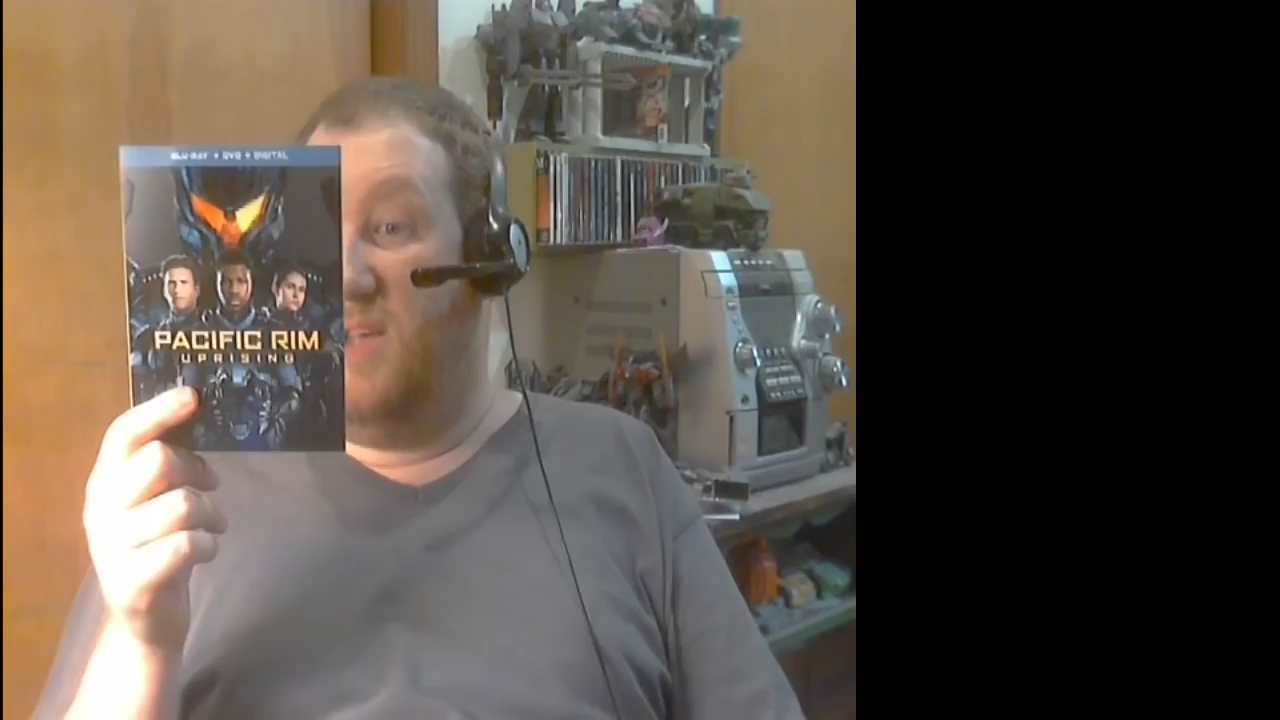 BLU-RAY + DVD + DIGITAL
PACIFIC RIM
UPRISING